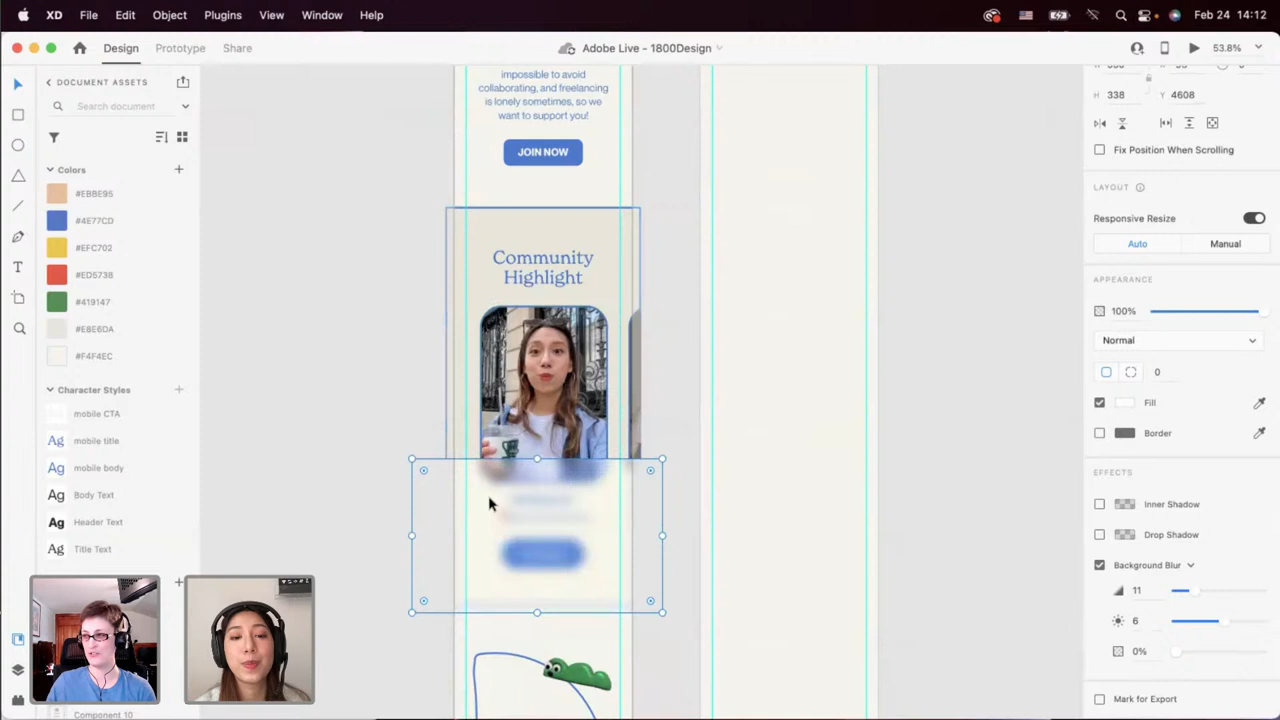 XD File Edit Object Plugins View Window Help Feb 24 14:12
Design Prototype Share Adobe Live - 1800Design 53.8%
DOCUMENT ASSETS
Search document
Colors
#EBBE95
#4E77CD
#EFC702
#ED5738
#419147
#E8E6DA
#F4F4EC
Character Styles
mobile CTA
Ag mobile title
Ag mobile body
Ag Body Text
Ag Header Text
Ag Title Text
Component 10
impossible to avoid
collaborating, and freelancing
is lonely sometimes, so we
want to support you!
JOIN NOW
Community
Highlight
H 338 Y 4608
Fix Position When Scrolling
LAYOUT
Responsive Resize
Auto Manual
APPEARANCE
100%
Normal
0
Fill
Border
EFFECTS
Inner Shadow
Drop Shadow
Background Blur
11
6
0%
Mark for Export